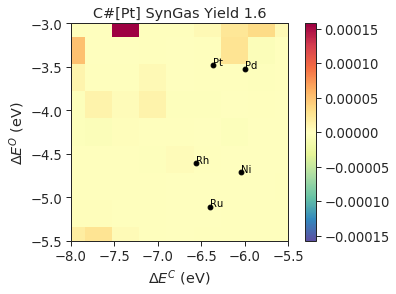 C#[Pt] SynGas Yield 1.6
−3.0
−3.5
−4.0
−4.5
−5.0
−5.5
ΔE^O (eV)
Pt
Pd
Rh
Ni
Ru
−8.0 −7.5 −7.0 −6.5 −6.0 −5.5
ΔE^C (eV)
0.00015
0.00010
0.00005
0.00000
−0.00005
−0.00010
−0.00015